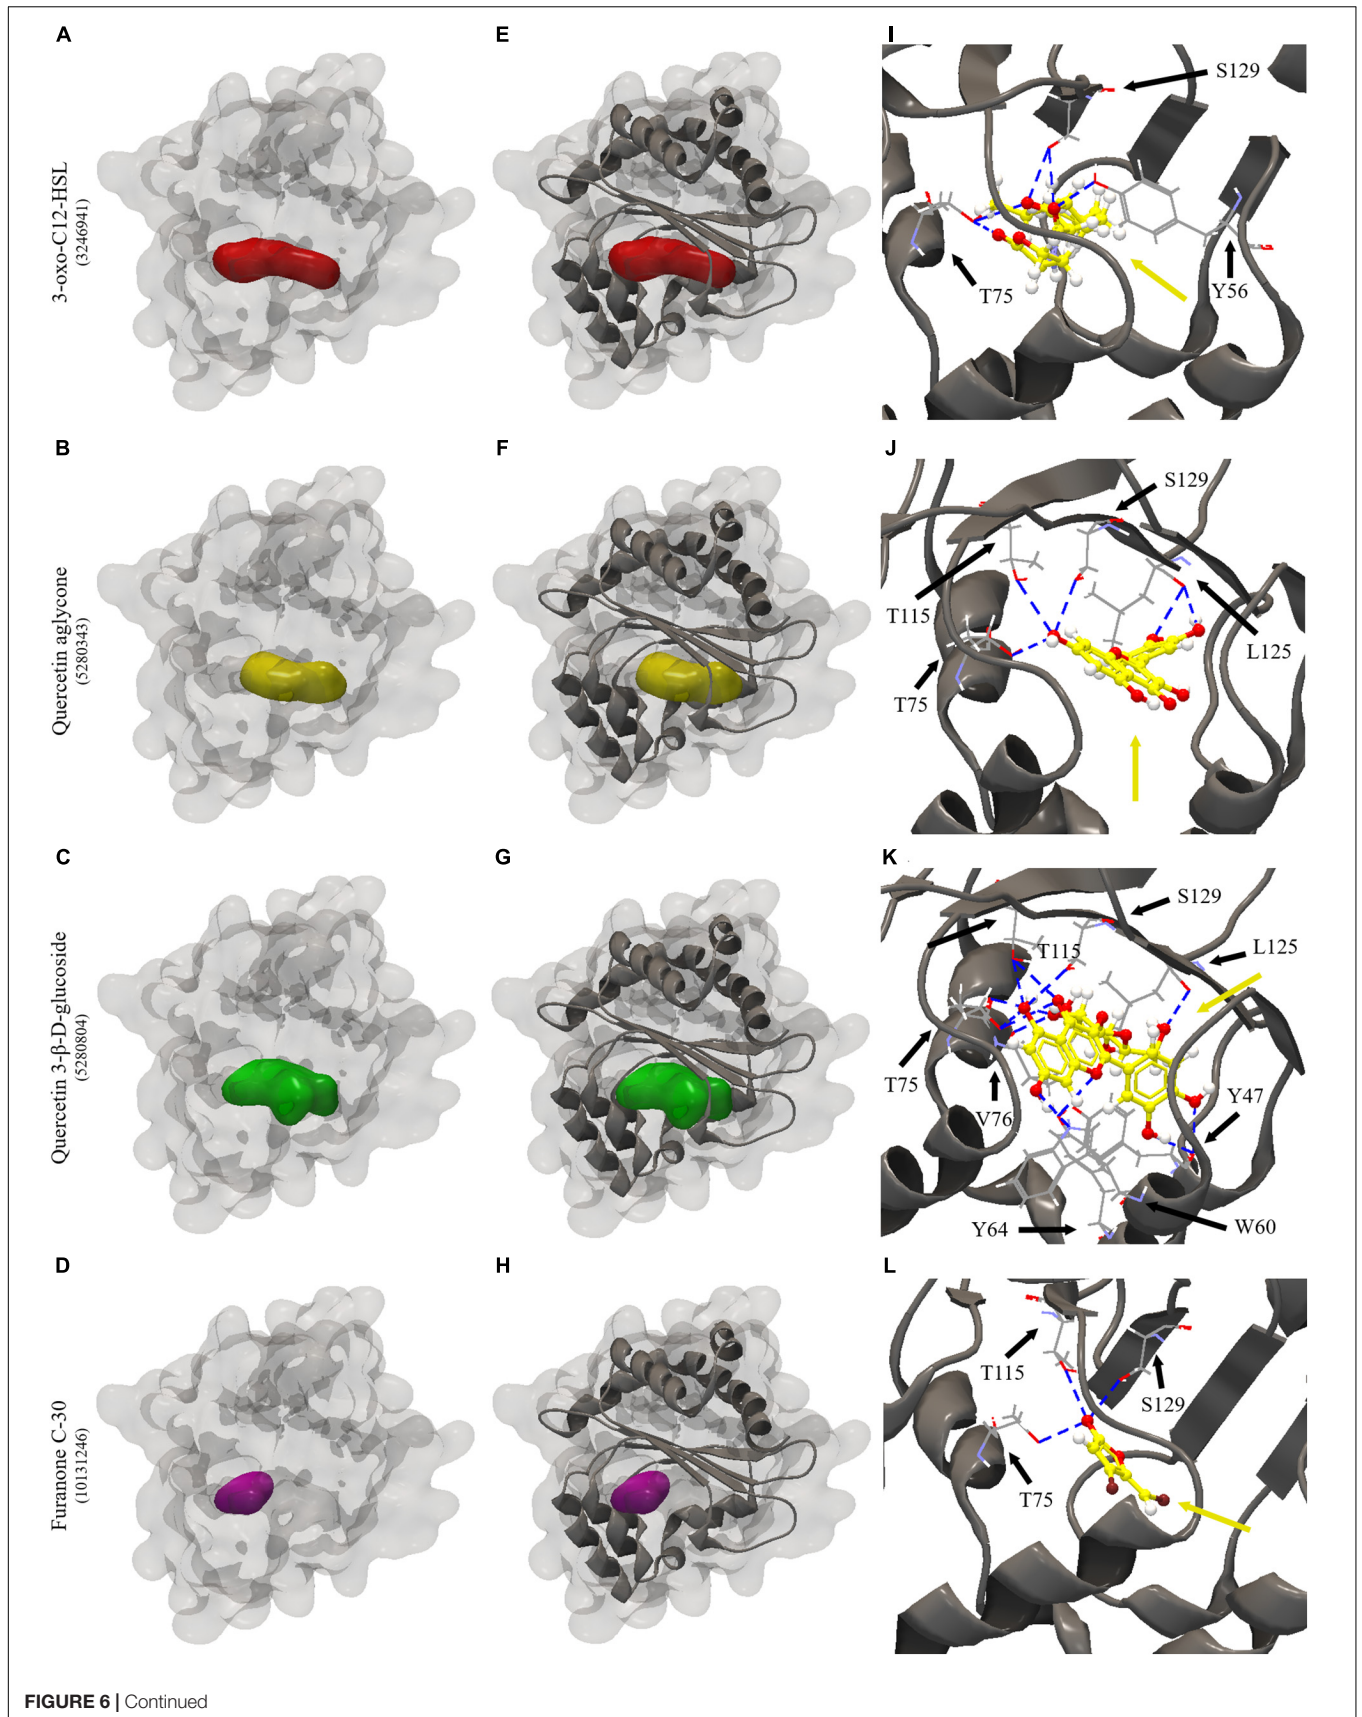 A
E
I
3-oxo-C12-HSL
(3246941)
S129
T75
Y56
B
F
J
Quercetin aglycone
(5280343)
S129
T115
L125
T75
C
G
K
Quercetin 3-β-D-glucoside
(5280804)
S129
T115
L125
T75
V76
Y47
Y64
W60
D
H
L
Furanone C-30
(10131246)
T115
S129
T75
FIGURE 6 | Continued